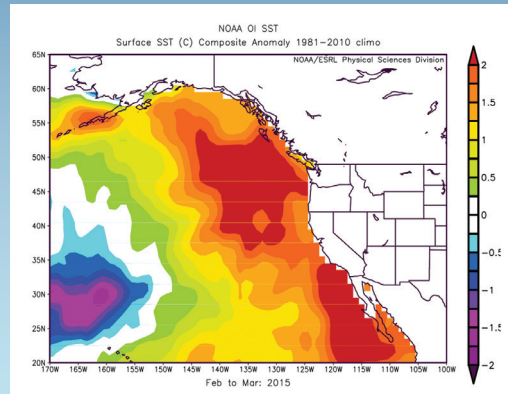 NOAA OI SST
Surface SST (C) Composite Anomaly 1981-2010 climo
NOAA/ESRL Physical Sciences Division
65N
60N
55N
50N
45N
40N
35N
30N
25N
20N
170W 165W 160W 155W 150W 145W 140W 135W 130W 125W 120W 115W 110W 105W 100W
Feb to Mar: 2015
2
1.5
1
0.5
0
-0.5
-1
-1.5
-2